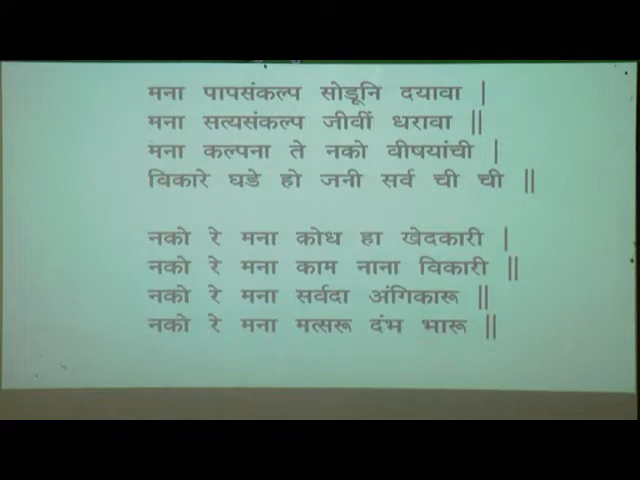 मना पापसंकल्प सोडूनि दयावा |
मना सत्यसंकल्प जीवीं धरावा ||
मना कल्पना ते नको वीषयांची |
विकारे घडे हो जनी सर्व ची ची ||
नको रे मना कोध हा खेदकारी |
नको रे मना काम नाना विकारी ||
नको रे मना सर्वदा अंगिकारू ||
नको रे मना मत्सरू दंभ भारू ||